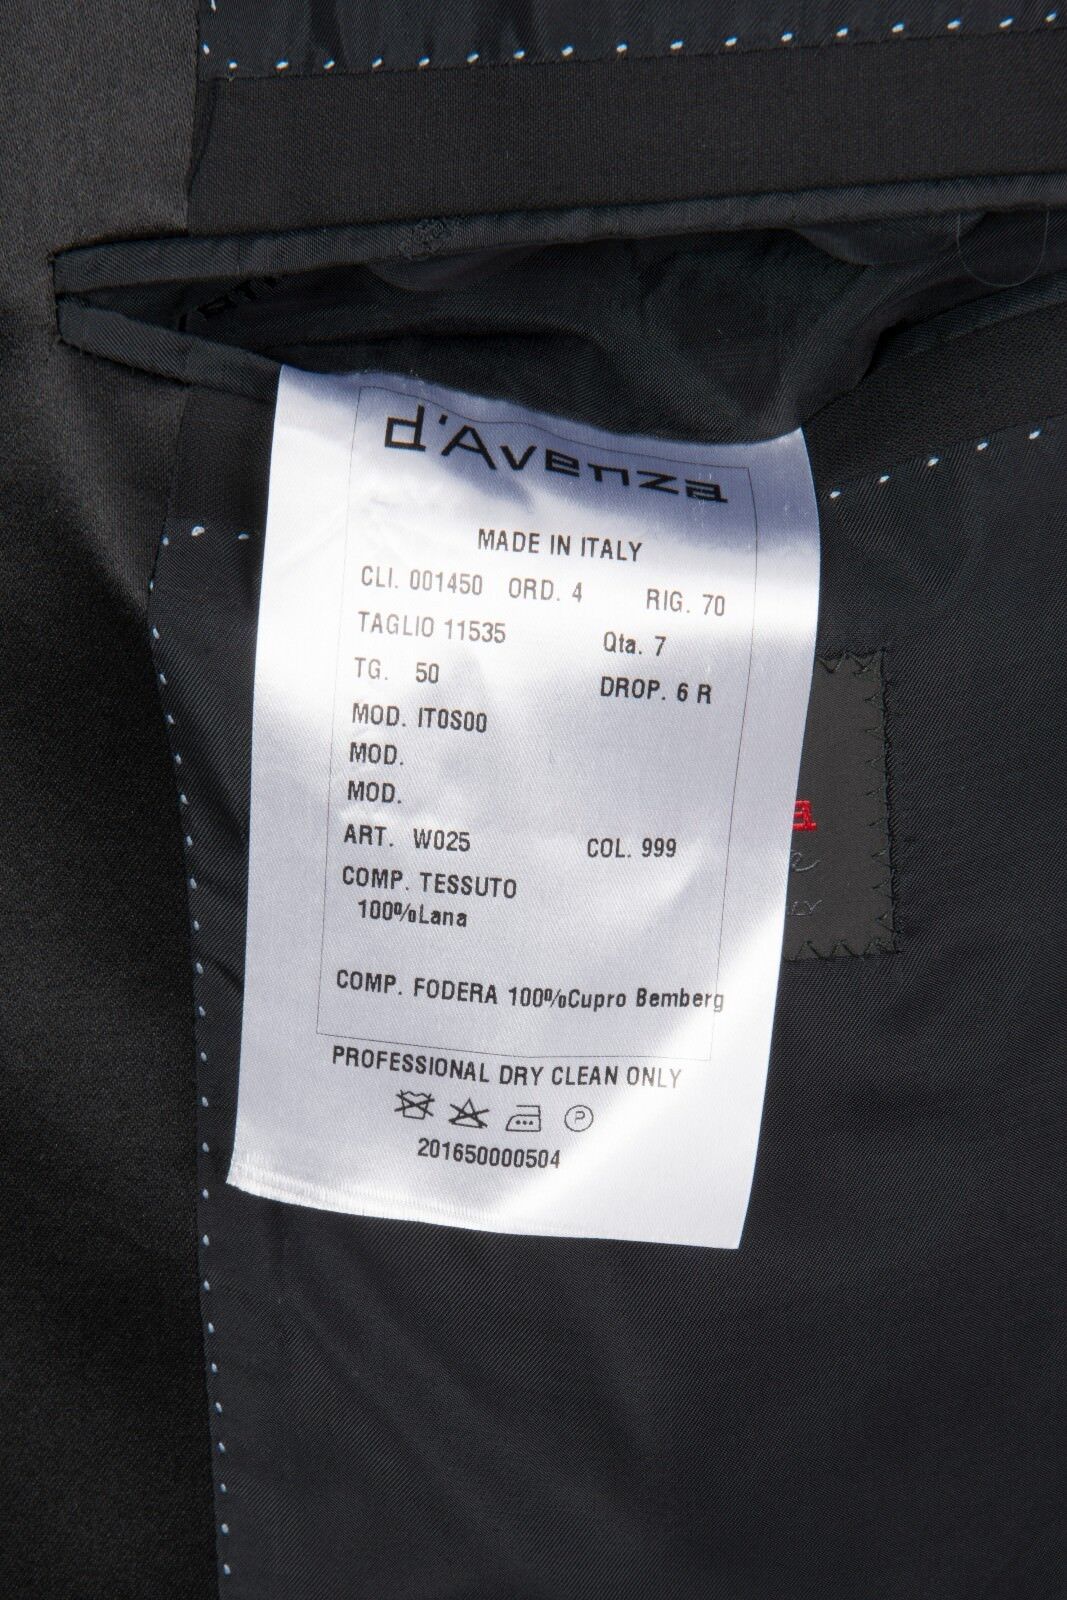 d'Avenza
MADE IN ITALY
CLI. 001450 ORD. 4 RIG. 70
TAGLIO 11535 Qta. 7
TG. 50 DROP. 6 R
MOD. IT0S00
MOD.
MOD.
ART. W025 COL. 999
COMP. TESSUTO
100%Lana
COMP. FODERA 100%Cupro Bemberg
PROFESSIONAL DRY CLEAN ONLY
P
201650000504
a
e
LY